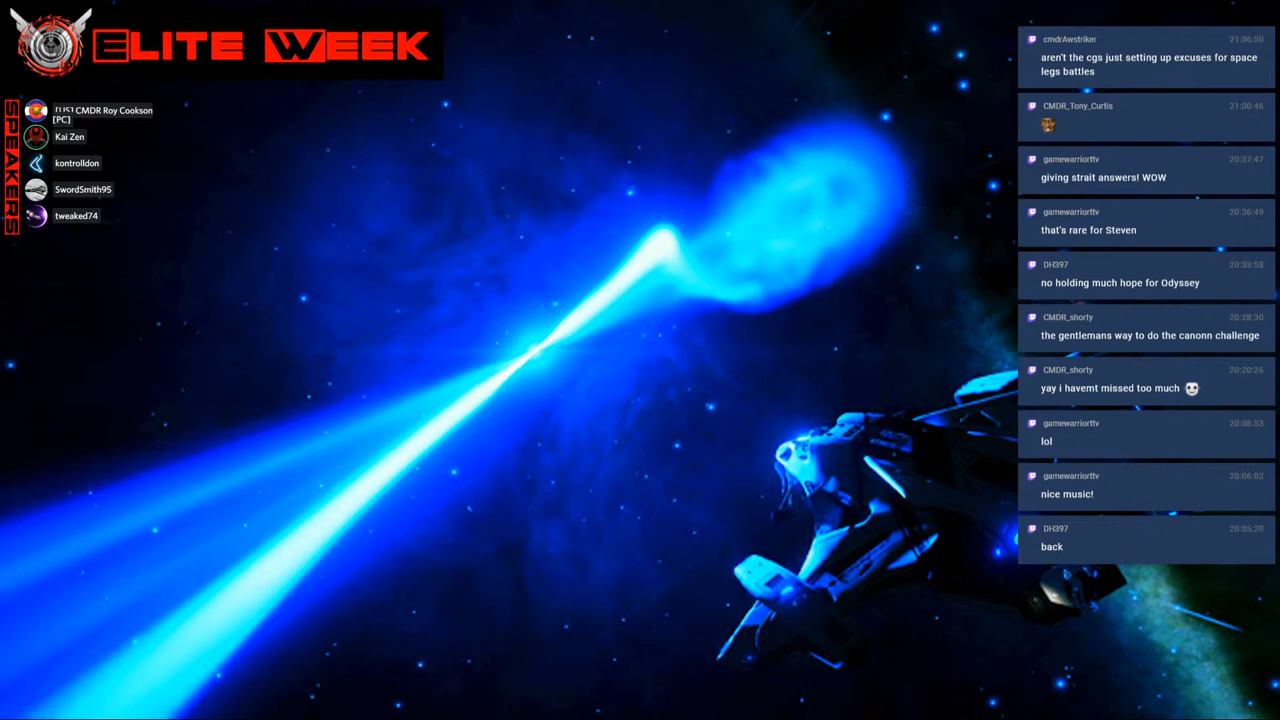 ELITE WEEK
SPEAKERS
[US] CMDR Roy Cookson
[PC]
Kai Zen
kontrolldon
SwordSmith95
tweaked74
cmdrAwstriker 21:06:50
aren't the cgs just setting up excuses for space
legs battles
CMDR_Tony_Curtis 21:00:46
gamewarriorttv 20:37:47
giving strait answers! WOW
gamewarriorttv 20:36:49
that's rare for Steven
DH397 20:33:58
no holding much hope for Odyssey
CMDR_shorty 20:28:30
the gentlemans way to do the canonn challenge
CMDR_shorty 20:20:26
yay i havemt missed too much
gamewarriorttv 20:08:53
lol
gamewarriorttv 20:06:02
nice music!
DH397 20:05:20
back